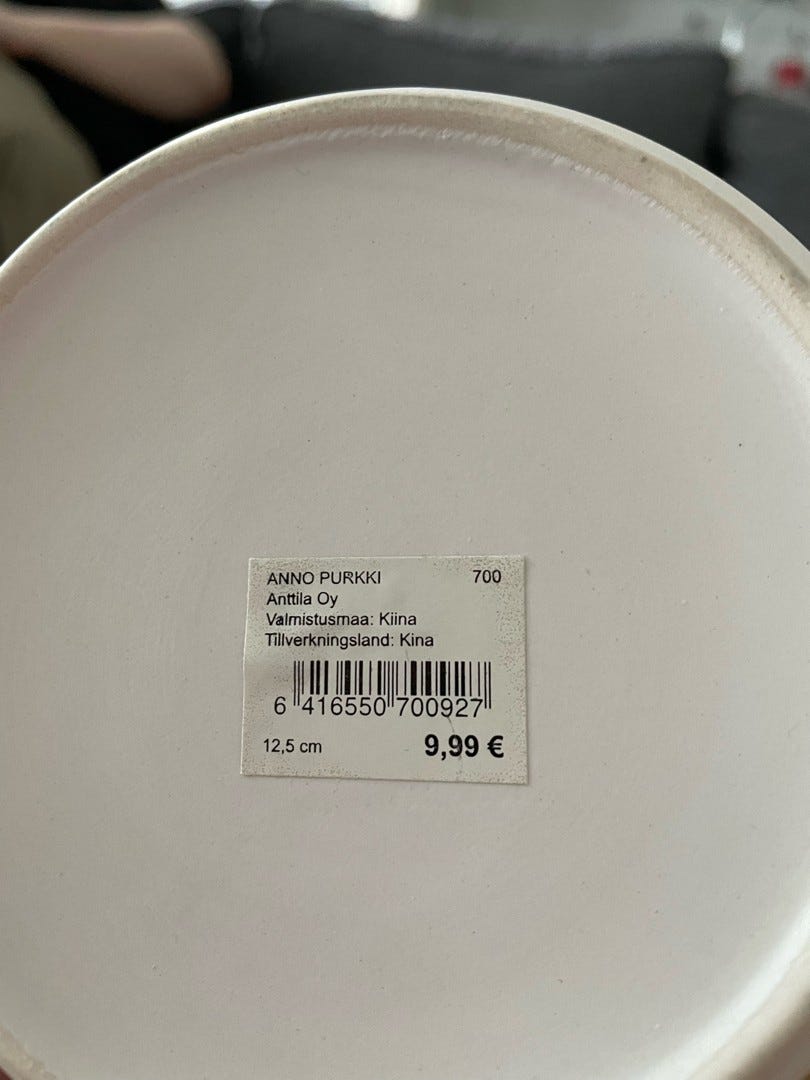 ANNO PURKKI 700
Anttila Oy
Valmistusmaa: Kiina
Tillverkningsland: Kina
6 416550 700927
12,5 cm 9,99 €